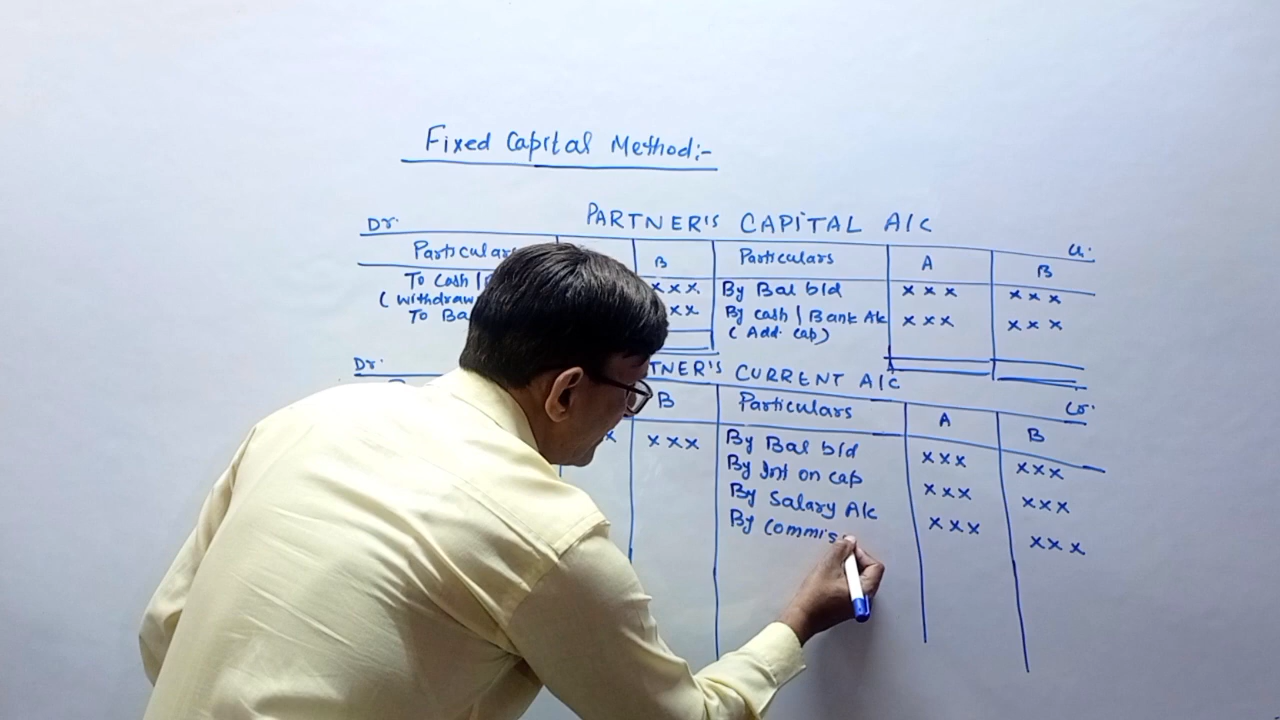 Fixed Capital Method:-
Dr. PARTNER'S CAPITAL A/C Cr.
Particulars B Particulars A B
To Cash | xxx By Bal b/d xxx xxx
(withdraw xx By cash | Bank A/c xxx xxx
To Ba (Add. cap)
Dr. TNER'S CURRENT A/C Cr.
B Particulars A B
x xxx By Bal b/d xxx xxx
By Int on cap xxx xxx
By Salary A/c xxx xxx
By Commis